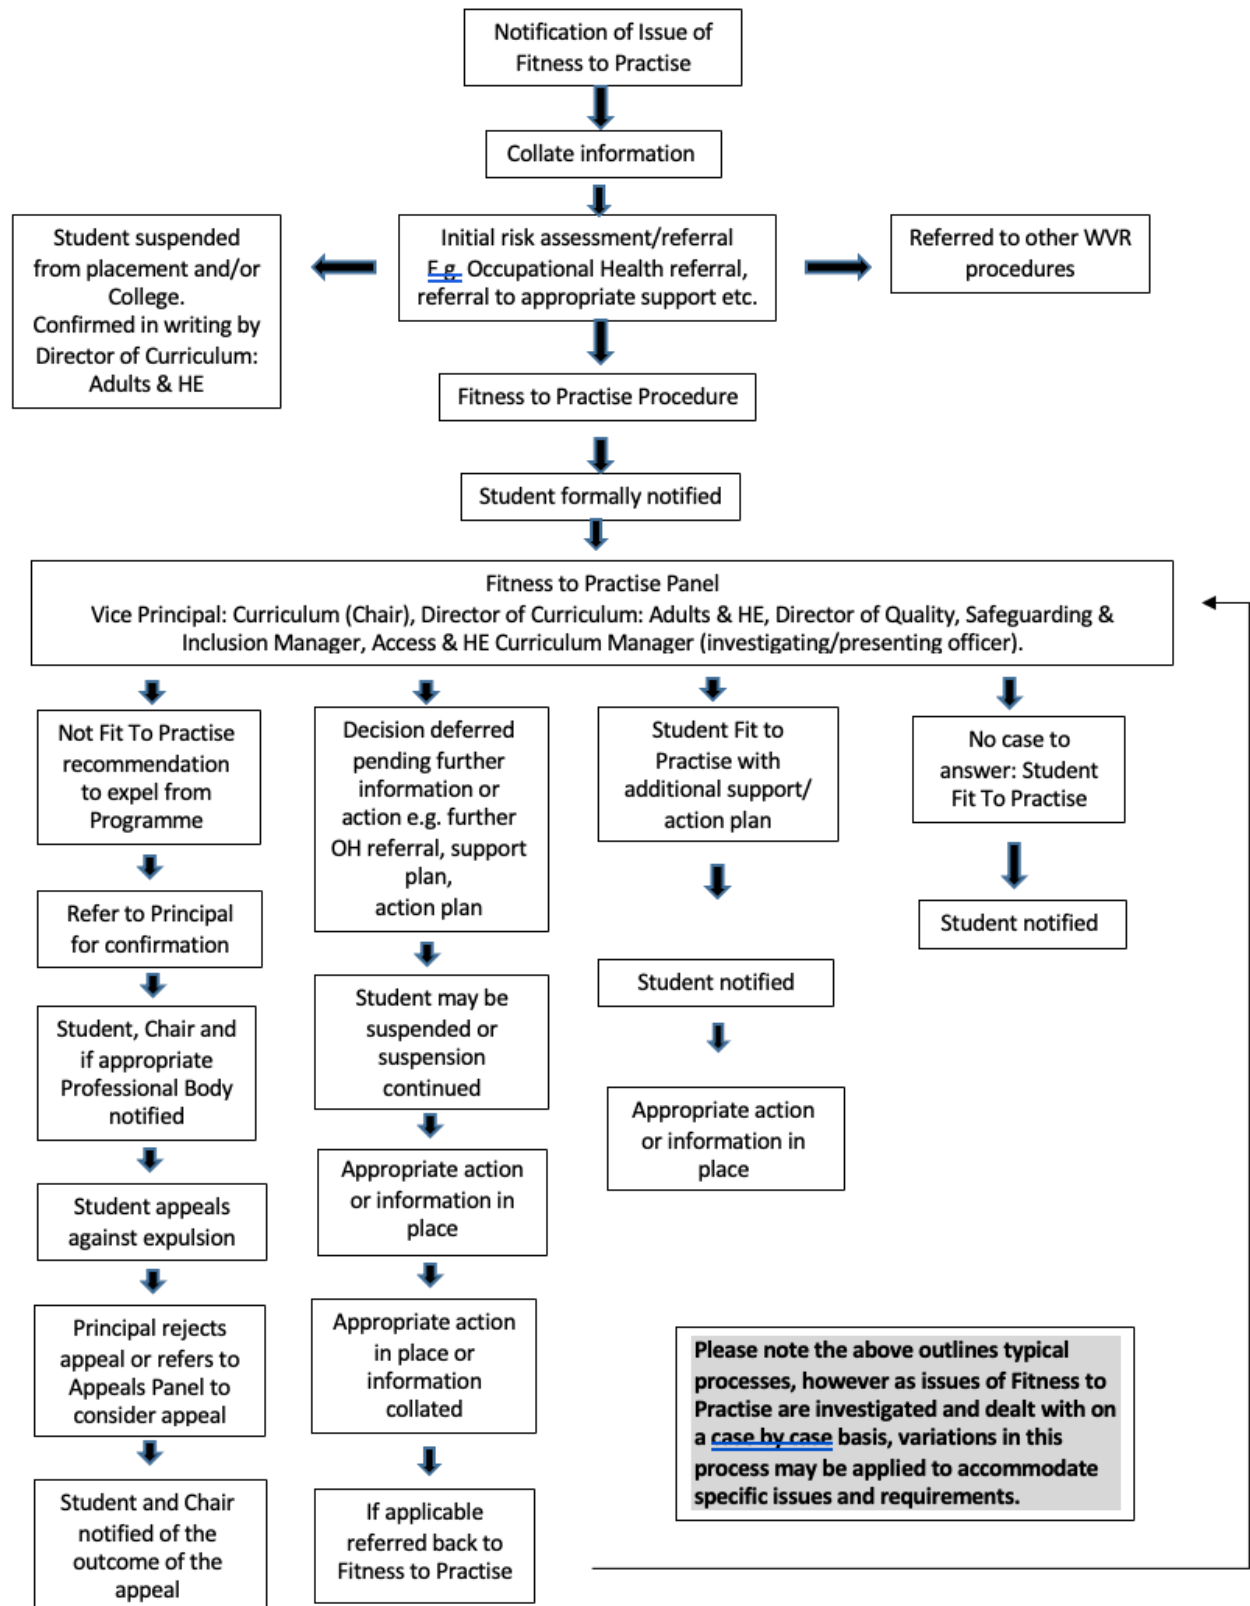 Notification of Issue of
Fitness to Practise
Collate information
Student suspended
from placement and/or
College.
Confirmed in writing by
Director of Curriculum:
Adults & HE
Initial risk assessment/referral
E.g. Occupational Health referral,
referral to appropriate support etc.
Referred to other WVR
procedures
Fitness to Practise Procedure
Student formally notified
Fitness to Practise Panel
Vice Principal: Curriculum (Chair), Director of Curriculum: Adults & HE, Director of Quality, Safeguarding &
Inclusion Manager, Access & HE Curriculum Manager (investigating/presenting officer).
Not Fit To Practise
recommendation
to expel from
Programme
Refer to Principal
for confirmation
Student, Chair and
if appropriate
Professional Body
notified
Student appeals
against expulsion
Principal rejects
appeal or refers to
Appeals Panel to
consider appeal
Student and Chair
notified of the
outcome of the
appeal
Decision deferred
pending further
information or
action e.g. further
OH referral, support
plan,
action plan
Student may be
suspended or
suspension
continued
Appropriate action
or information in
place
Appropriate action
in place or
information
collated
If applicable
referred back to
Fitness to Practise
Student Fit to
Practise with
additional support/
action plan
Student notified
Appropriate action
or information in
place
No case to
answer: Student
Fit To Practise
Student notified
Please note the above outlines typical
processes, however as issues of Fitness to
Practise are investigated and dealt with on
a case by case basis, variations in this
process may be applied to accommodate
specific issues and requirements.